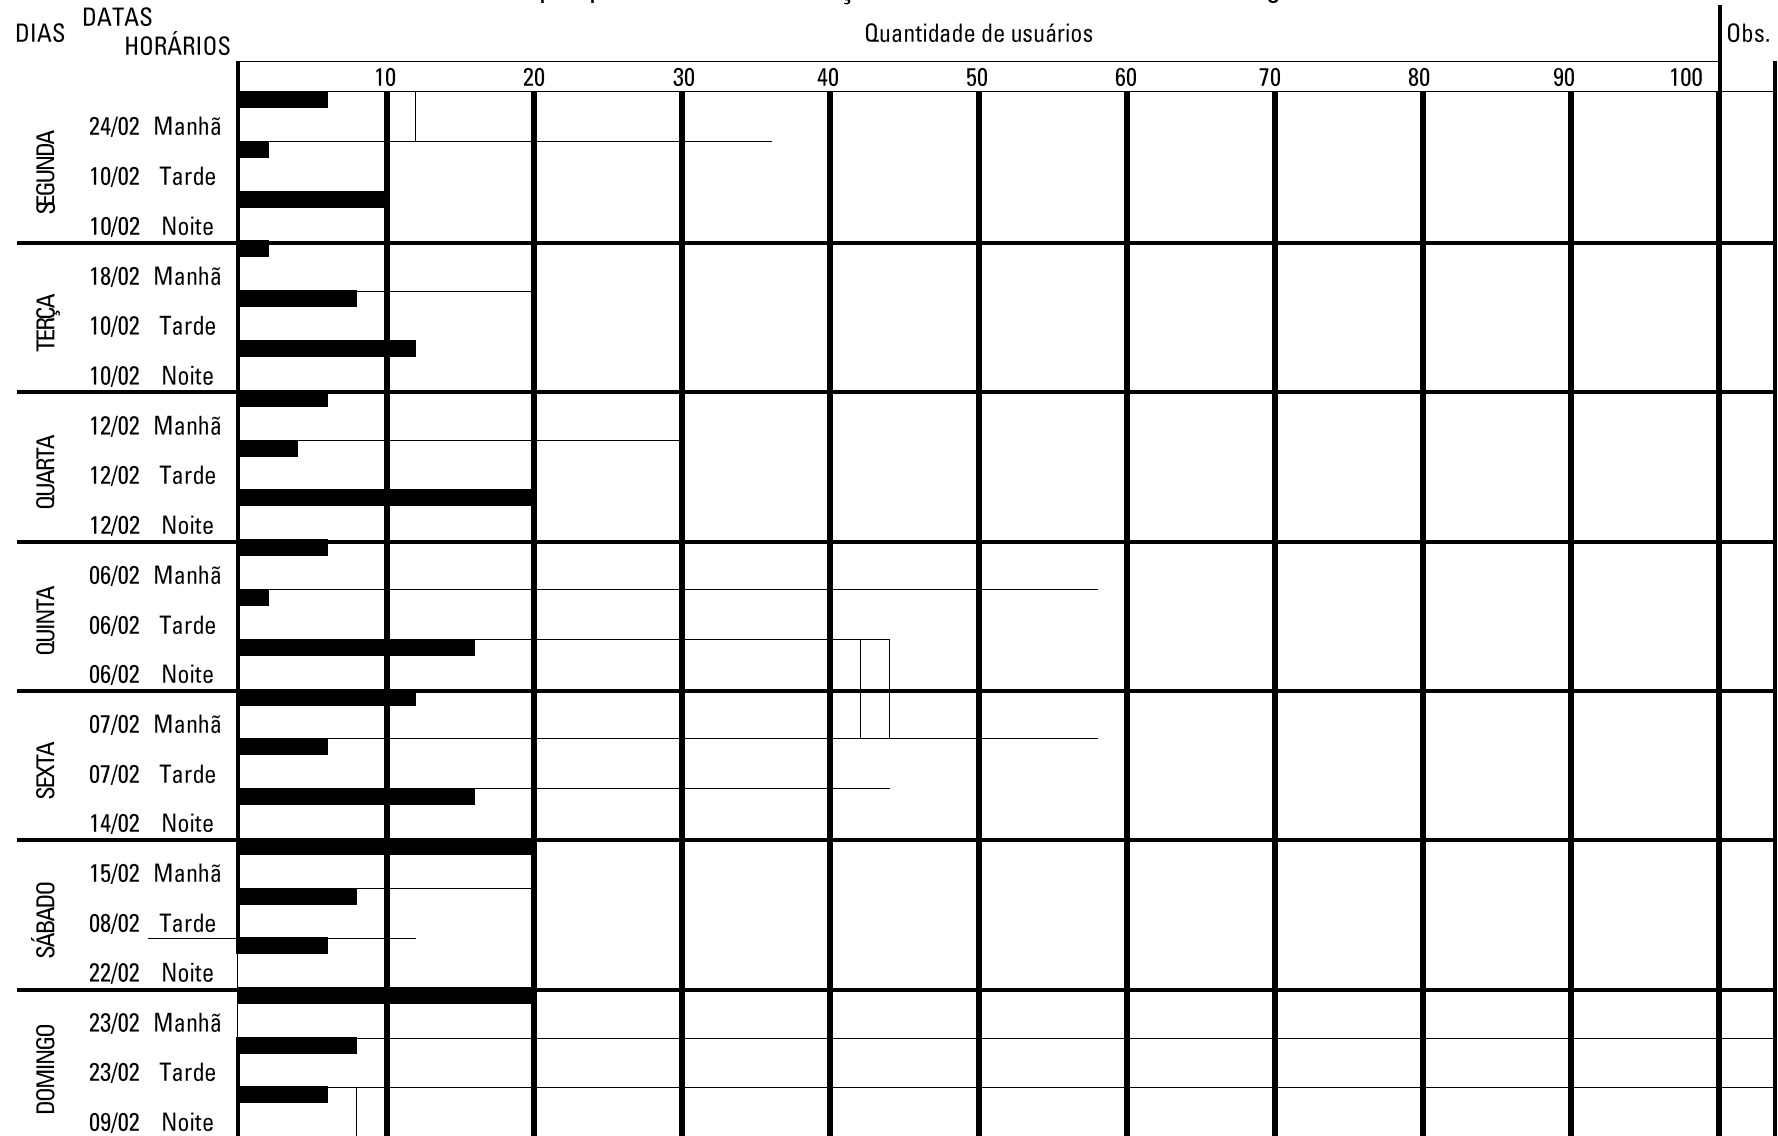 DIAS DATAS HORÁRIOS Quantidade de usuários Obs.
10 20 30 40 50 60 70 80 90 100
SEGUNDA
24/02 Manhã
10/02 Tarde
10/02 Noite
TERÇA
18/02 Manhã
10/02 Tarde
10/02 Noite
QUARTA
12/02 Manhã
12/02 Tarde
12/02 Noite
QUINTA
06/02 Manhã
06/02 Tarde
06/02 Noite
SEXTA
07/02 Manhã
07/02 Tarde
14/02 Noite
SÁBADO
15/02 Manhã
08/02 Tarde
22/02 Noite
DOMINGO
23/02 Manhã
23/02 Tarde
09/02 Noite